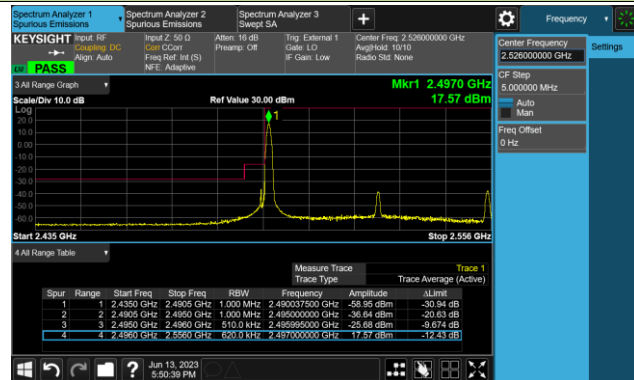 Spectrum Analyzer 1
Spurious Emissions
Spectrum Analyzer 2
Spurious Emissions
Spectrum Analyzer 3
Swept SA
Frequency
KEYSIGHT
Input: RF
Coupling: DC
Align: Auto
Input Z: 50 Ω
Corr CCorr
Freq Ref: Int (S)
NFE: Adaptive
Atten: 16 dB
Preamp: Off
Trig: External 1
Gate: LO
IF Gain: Low
Center Freq: 2.526000000 GHz
Avg|Hold: 10/10
Radio Std: None
PASS
Center Frequency
2.526000000 GHz
Settings
CF Step
5.000000 MHz
Auto
Man
Freq Offset
0 Hz
3 All Range Graph
Mkr1 2.4970 GHz
Scale/Div 10.0 dB
Ref Value 30.00 dBm
17.57 dBm
Log
20.0
10.0
0.00
-10.0
-20.0
-30.0
-40.0
-50.0
-60.0
1
Start 2.435 GHz
Stop 2.556 GHz
4 All Range Table
Measure Trace Trace 1
Trace Type Trace Average (Active)
Spur Range Start Freq Stop Freq RBW Frequency Amplitude ΔLimit
1 1 2.4350 GHz 2.4905 GHz 1.000 MHz 2.490037500 GHz -58.95 dBm -30.94 dB
2 2 2.4905 GHz 2.4950 GHz 1.000 MHz 2.495000000 GHz -36.64 dBm -20.63 dB
3 3 2.4950 GHz 2.4960 GHz 510.0 kHz 2.495995000 GHz -25.68 dBm -9.674 dB
4 4 2.4960 GHz 2.5560 GHz 620.0 kHz 2.497000000 GHz 17.57 dBm -12.43 dB
Jun 13, 2023
5:50:39 PM